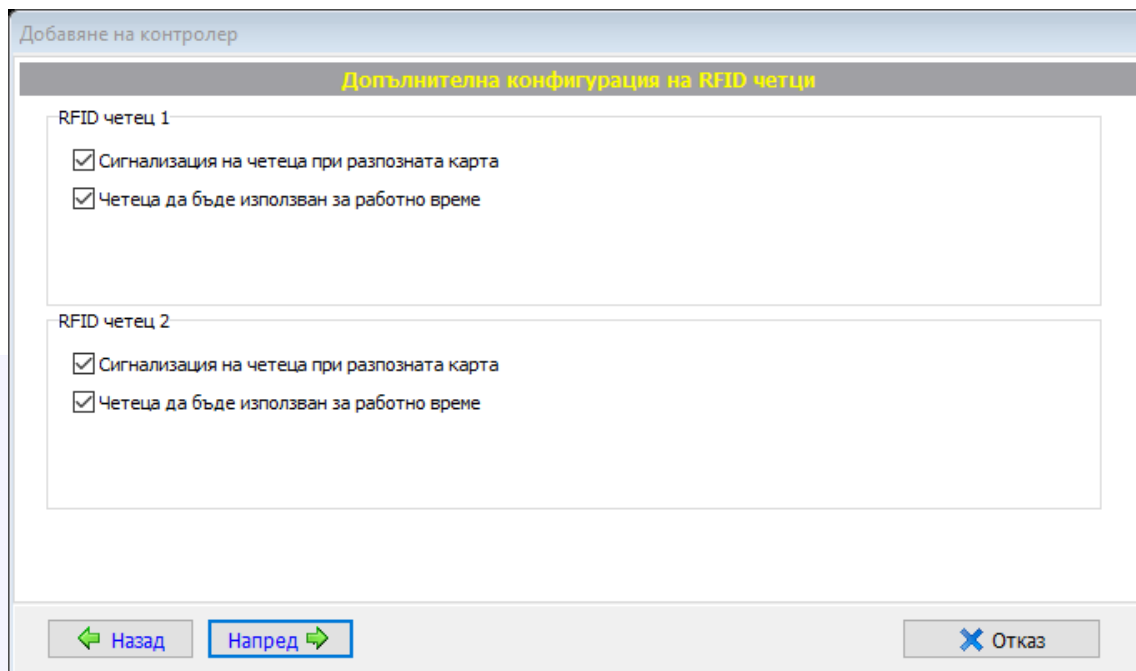 Добавяне на контролер
Допълнителна конфигурация на RFID четци
RFID четец 1
Сигнализация на четеца при разпозната карта
Четеца да бъде използван за работно време
RFID четец 2
Сигнализация на четеца при разпозната карта
Четеца да бъде използван за работно време
Назад Напред Отказ